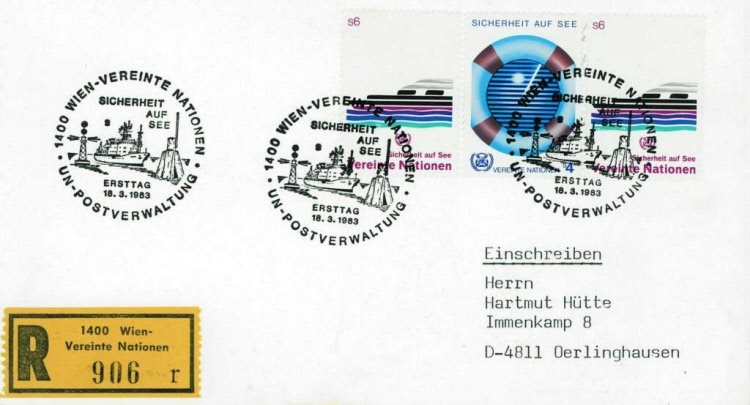 S6
SICHERHEIT AUF SEE
S6
Sicherheit auf See
Vereinte Nationen
VEREINTE NATIONEN 4
Sicherheit auf See
Vereinte Nationen
1400 WIEN-VEREINTE NATIONEN
SICHERHEIT
AUF
SEE
ERSTTAG
18.3.1983
UN-POSTVERWALTUNG
1400 WIEN-VEREINTE NATIONEN
SICHERHEIT
AUF
SEE
ERSTTAG
18.3.1983
UN-POSTVERWALTUNG
1400 WIEN-VEREINTE NATIONEN
SICHERHEIT
AUF
SEE
ERSTTAG
18.3.1983
UN-POSTVERWALTUNG
Einschreiben
Herrn
Hartmut Hütte
Immenkamp 8
D-4811 Oerlinghausen
R
1400 Wien-
Vereinte Nationen
906 r